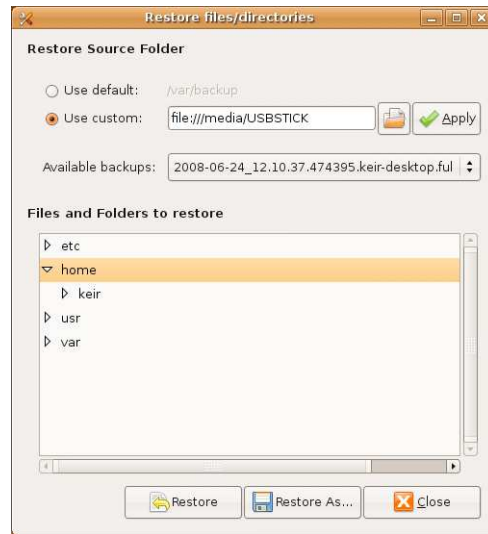 Restore files/directories
Restore Source Folder
Use default: /var/backup
Use custom: file:///media/USBSTICK Apply
Available backups: 2008-06-24_12.10.37.474395.keir-desktop.ful
Files and Folders to restore
etc
home
keir
usr
var
Restore Restore As... Close